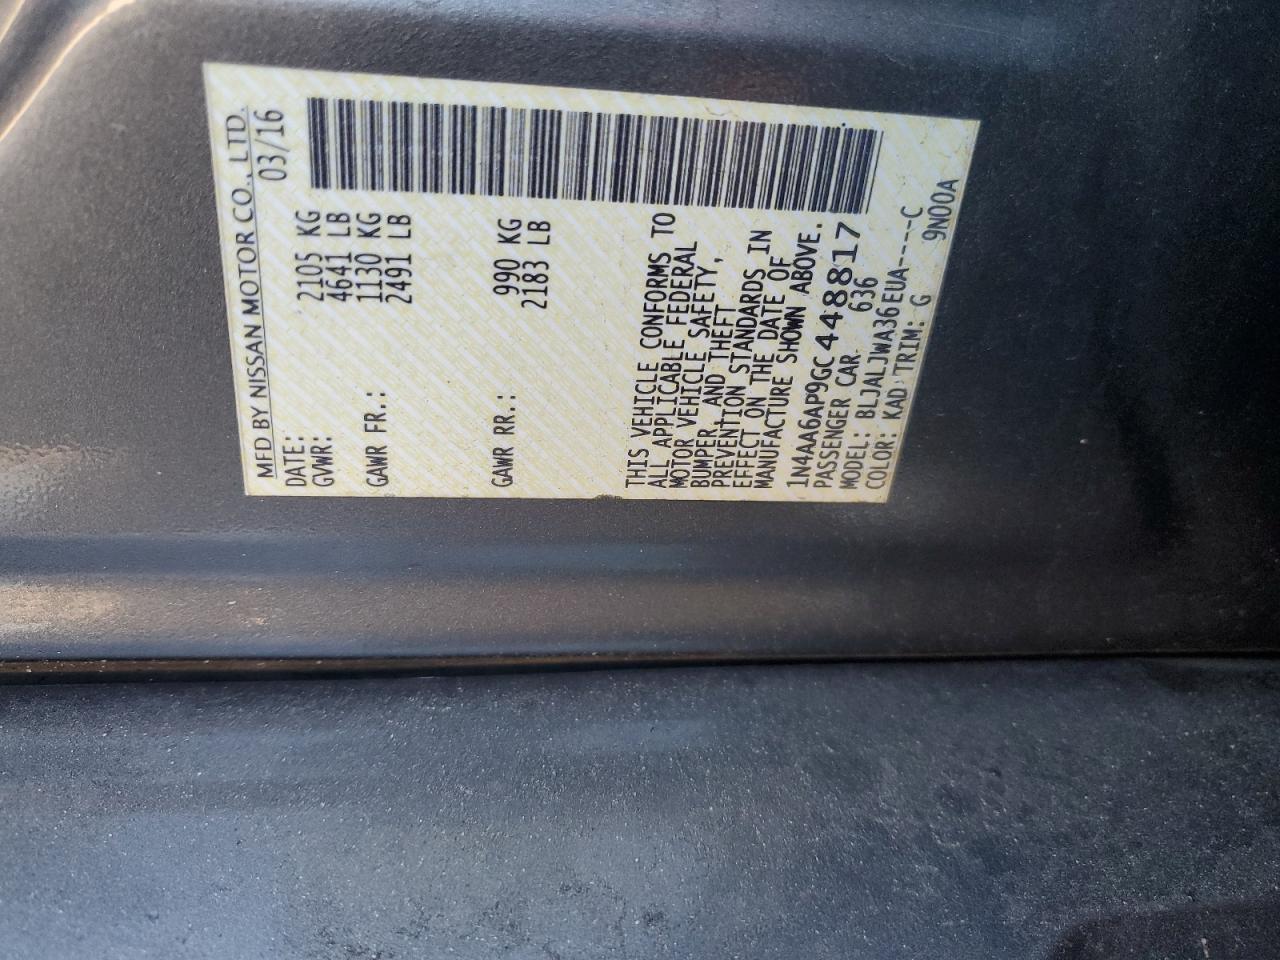 MFD BY NISSAN MOTOR CO., LTD.
DATE: 03/16
GVWR: 2105 KG
4641 LB
GAWR FR.: 1130 KG
2491 LB
GAWR RR.: 990 KG
2183 LB
THIS VEHICLE CONFORMS TO
ALL APPLICABLE FEDERAL
MOTOR VEHICLE SAFETY,
BUMPER, AND THEFT
PREVENTION STANDARDS IN
EFFECT ON THE DATE OF
MANUFACTURE SHOWN ABOVE.
1N4AA6AP9GC448817
PASSENGER CAR 636
MODEL: BLJALJWA36EUA----C
COLOR: KAD TRIM: G 9N00A